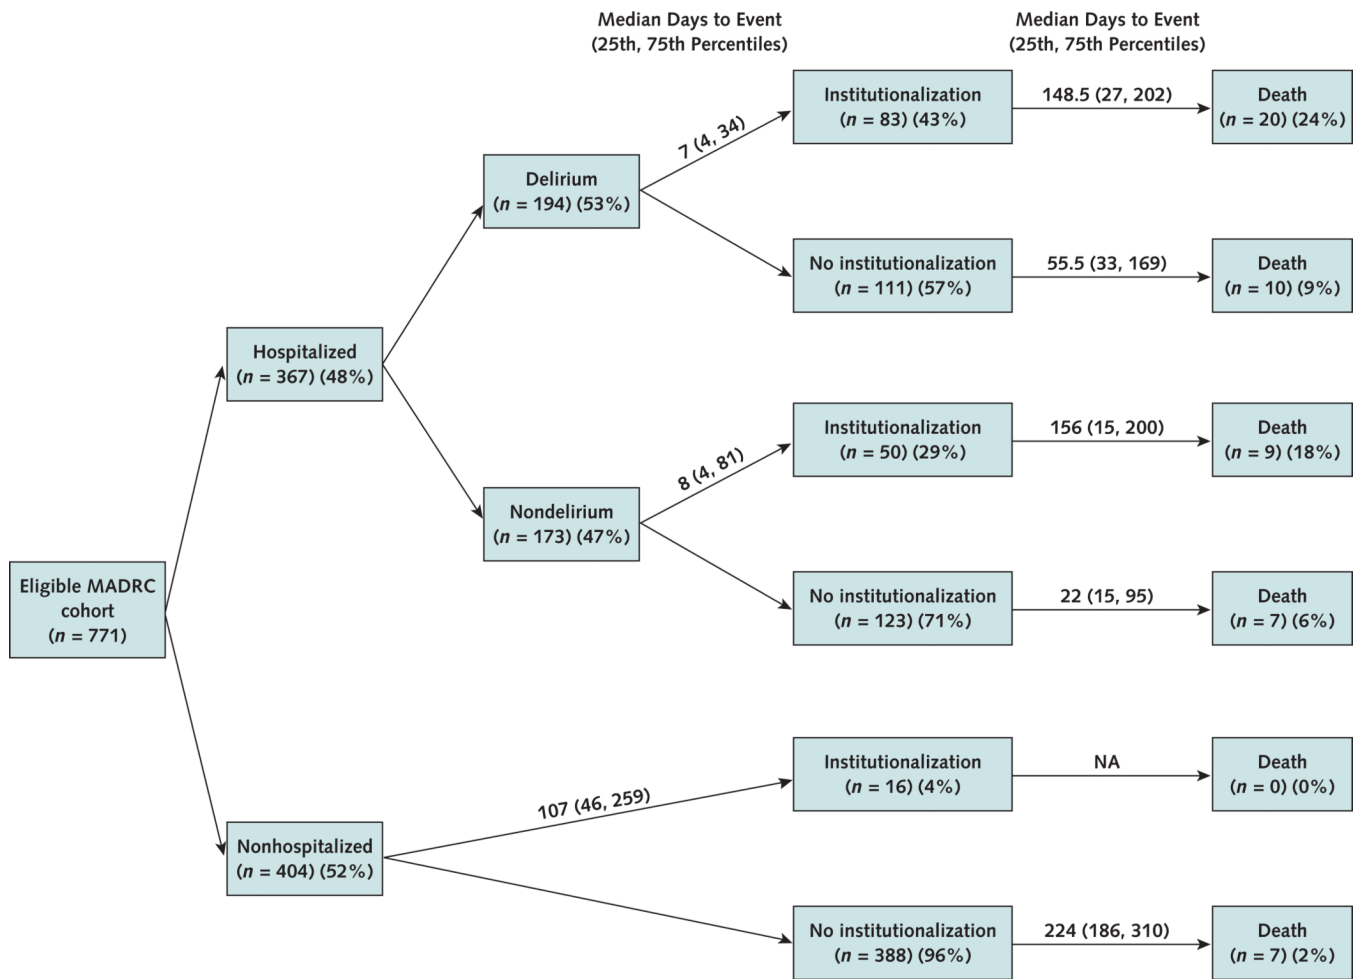 Median Days to Event
(25th, 75th Percentiles)
Median Days to Event
(25th, 75th Percentiles)
Eligible MADRC
cohort
(n = 771)
Hospitalized
(n = 367) (48%)
Delirium
(n = 194) (53%)
7 (4, 34)
Institutionalization
(n = 83) (43%)
148.5 (27, 202)
Death
(n = 20) (24%)
No institutionalization
(n = 111) (57%)
55.5 (33, 169)
Death
(n = 10) (9%)
Nondelirium
(n = 173) (47%)
8 (4, 81)
Institutionalization
(n = 50) (29%)
156 (15, 200)
Death
(n = 9) (18%)
No institutionalization
(n = 123) (71%)
22 (15, 95)
Death
(n = 7) (6%)
Nonhospitalized
(n = 404) (52%)
107 (46, 259)
Institutionalization
(n = 16) (4%)
NA
Death
(n = 0) (0%)
No institutionalization
(n = 388) (96%)
224 (186, 310)
Death
(n = 7) (2%)